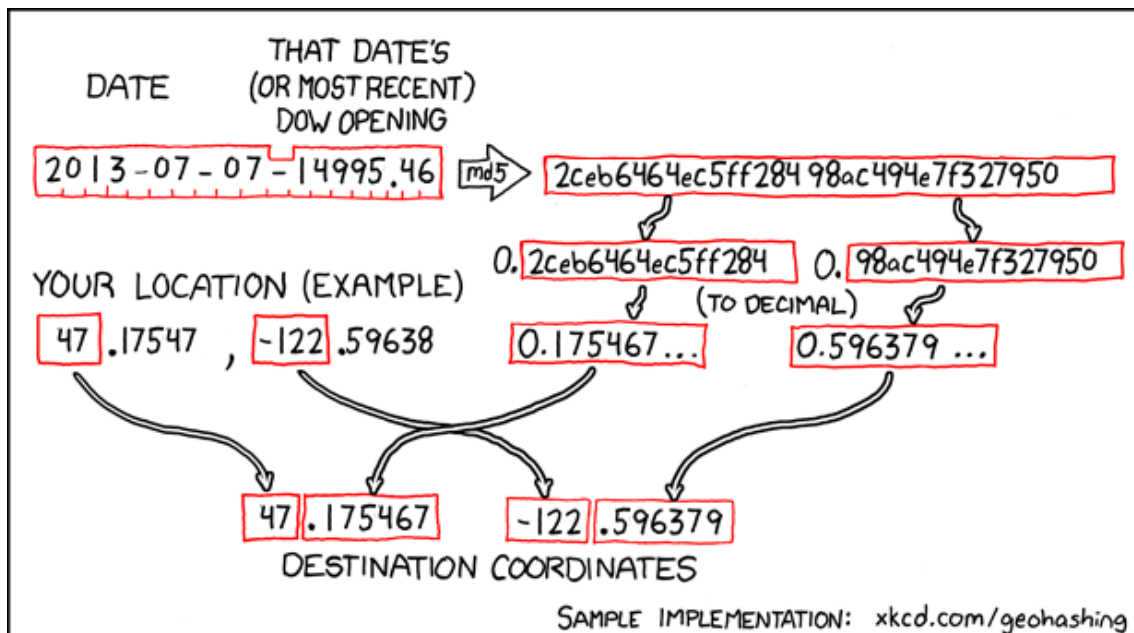 DATE
THAT DATE'S
(OR MOST RECENT)
DOW OPENING
2013-07-07-14995.46
md5
2ceb6464ec5ff28498ac494e7f327950
0.2ceb6464ec5ff284
0.98ac494e7f327950
YOUR LOCATION (EXAMPLE)
(TO DECIMAL)
47.17547, -122.59638
0.175467...
0.596379...
47.175467
-122.596379
DESTINATION COORDINATES
SAMPLE IMPLEMENTATION: xkcd.com/geohashing